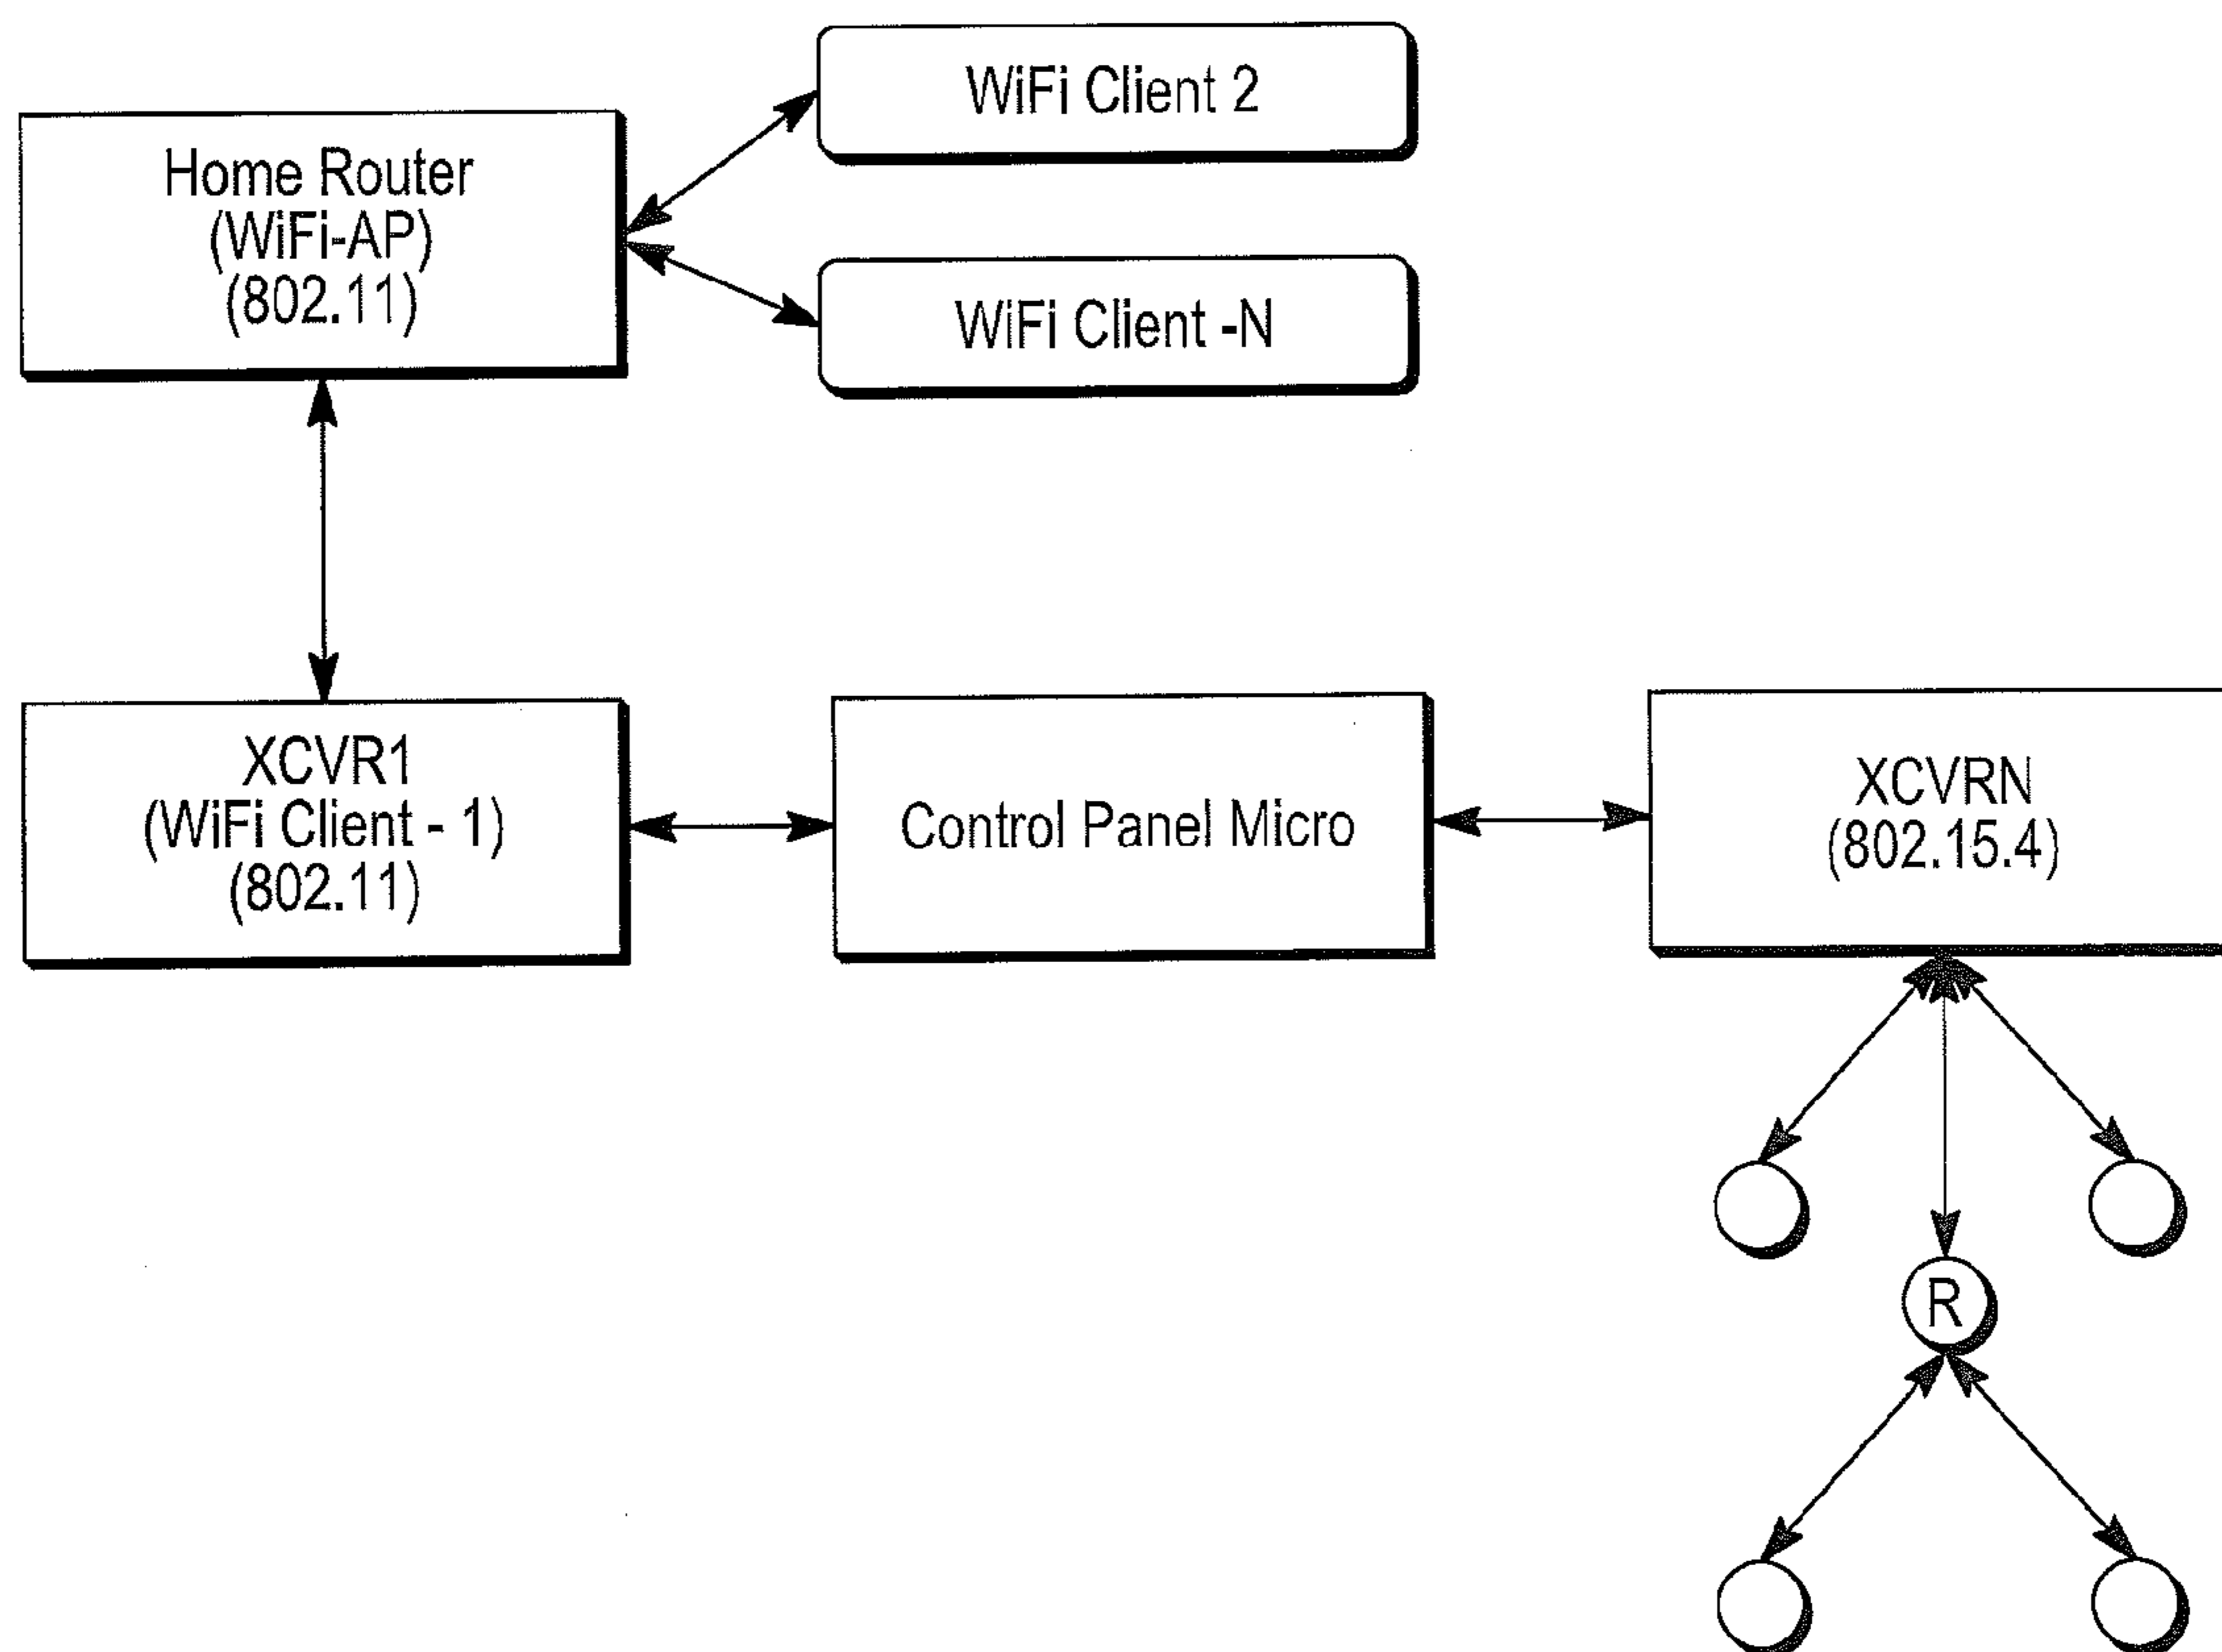 WiFi Client 2
Home Router
(WiFi-AP)
(802.11)
WiFi Client -N
XCVR1
(WiFi Client - 1)
(802.11)
Control Panel Micro
XCVRN
(802.15.4)
R